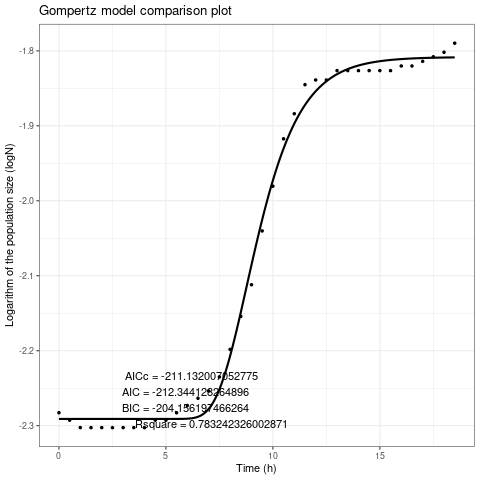 Gompertz model comparison plot
Logarithm of the population size (logN)
-1.8
-1.9
-2.0
-2.1
-2.2
-2.3
AICc = -211.132007052775
AIC = -212.344128264896
BIC = -204.156197466264
Rsquare = 0.783242326002871
0 5 10 15
Time (h)